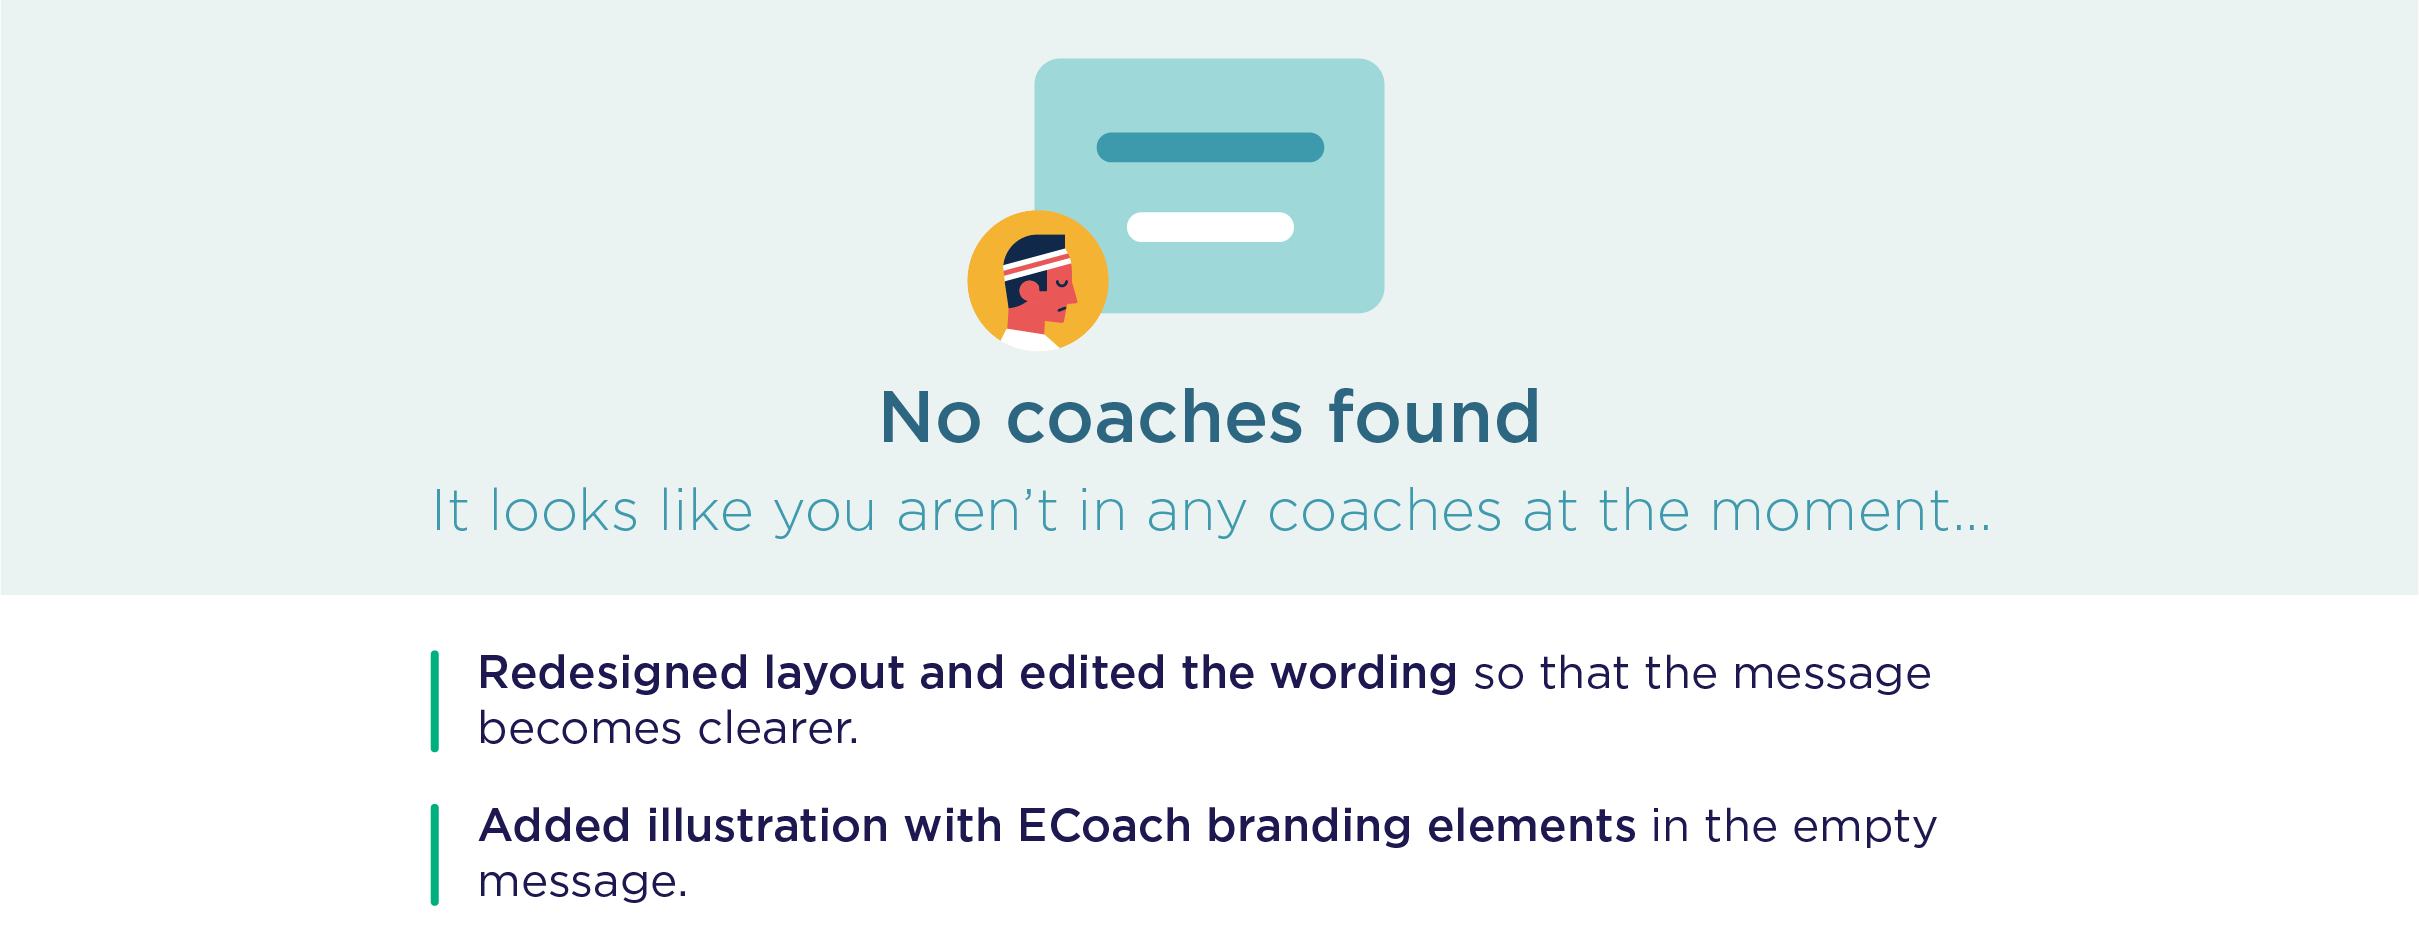 No coaches found
It looks like you aren’t in any coaches at the moment...
Redesigned layout and edited the wording so that the message
becomes clearer.
Added illustration with ECoach branding elements in the empty
message.